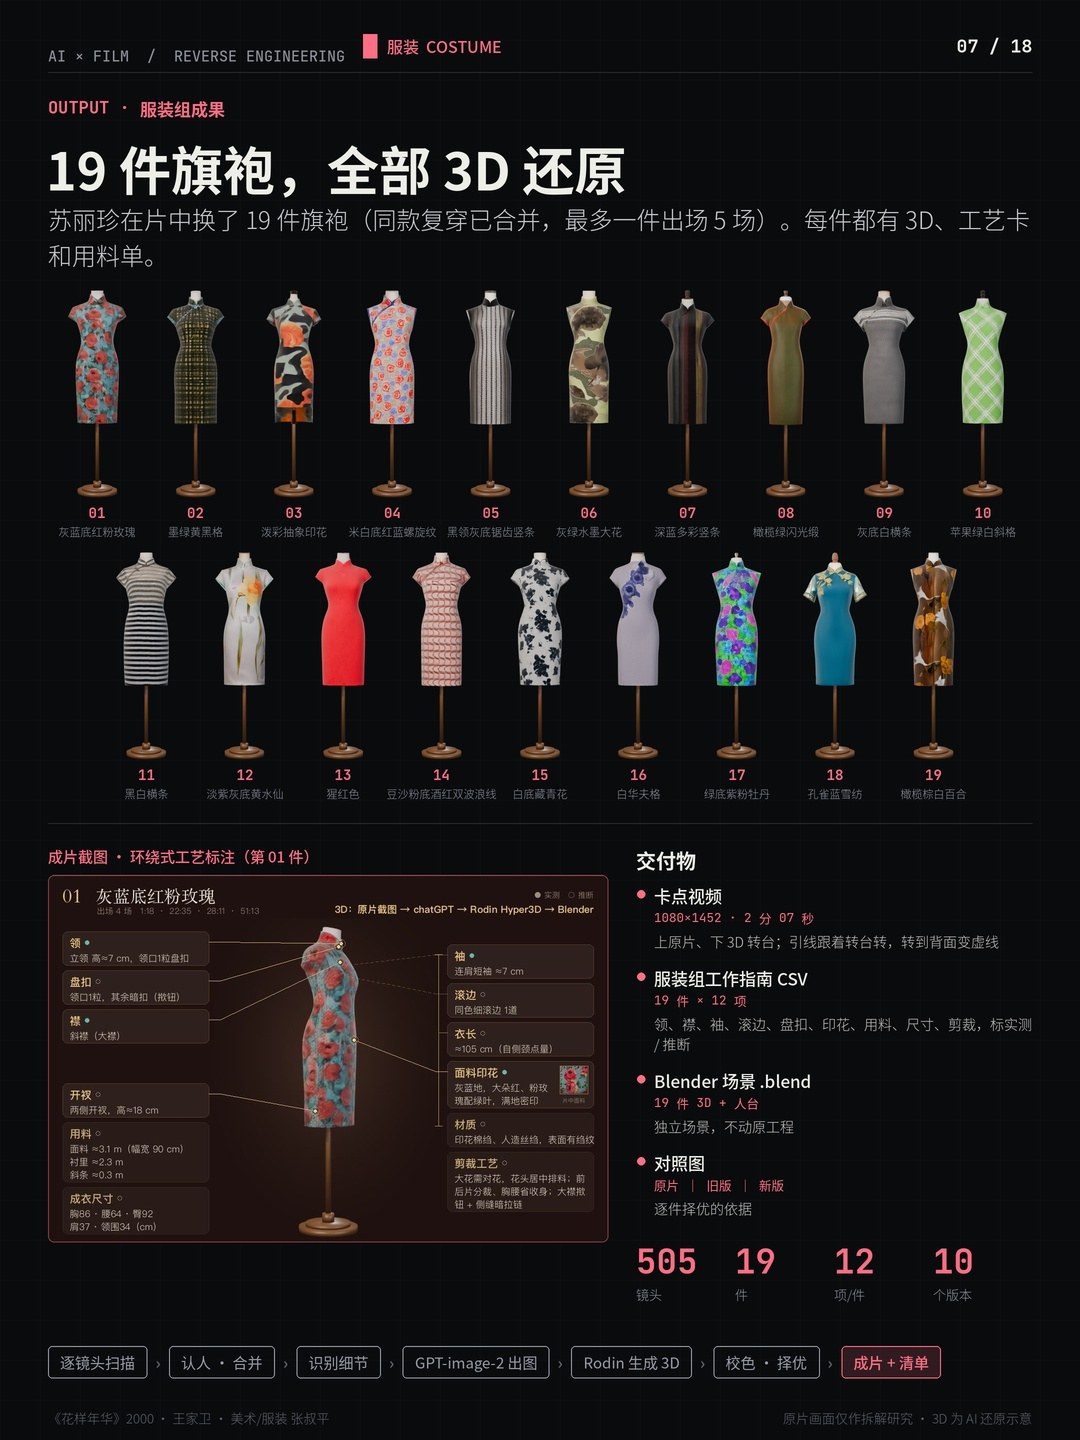 AI × FILM / REVERSE ENGINEERING 服装 COSTUME 07 / 18
OUTPUT · 服装组成果
19 件旗袍，全部 3D 还原
苏丽珍在片中换了 19 件旗袍（同款复穿已合并，最多一件出场 5 场）。每件都有 3D、工艺卡
和用料单。
01 02 03 04 05 06 07 08 09 10
灰蓝底红粉玫瑰 墨绿黄黑格 泼彩抽象印花 米白底红蓝螺旋纹 黑领灰底锯齿竖条 灰绿水墨大花 深蓝多彩竖条 橄榄绿闪光缎 灰底白横条 苹果绿白斜格
11 12 13 14 15 16 17 18 19
黑白横条 淡紫灰底黄水仙 猩红色 豆沙粉底酒红双波浪线 白底藏青花 白华夫格 绿底紫粉牡丹 孔雀蓝雪纺 橄榄棕白百合
成片截图 · 环绕式工艺标注（第 01 件）
01 灰蓝底红粉玫瑰
实测 推断
出场 4 场 1:18 · 22:35 · 28:11 · 51:13
3D：原片截图 → chatGPT → Rodin Hyper3D → Blender
领
立领 高≈7 cm，领口1粒盘扣
盘扣
领口1粒，其余暗扣（揿钮）
襟
斜襟（大襟）
开衩
两侧开衩，高≈18 cm
用料
面料 ≈3.1 m（幅宽 90 cm）
衬里 ≈2.3 m
斜条 ≈0.3 m
成衣尺寸
胸86 · 腰64 · 臀92
肩37 · 领围34（cm）
袖
连肩短袖 ≈7 cm
滚边
同色细滚边 1道
衣长
≈105 cm（自侧颈点量）
面料印花
灰蓝地，大朵红、粉玫
瑰配绿叶，满地密印
片中面料
材质
印花棉绉、人造丝绉，表面有绉纹
剪裁工艺
大花需对花，花头居中排料；前
后片分裁、胸腰省收身；大襟揿
钮 + 侧缝暗拉链
交付物
卡点视频
1080×1452 · 2 分 07 秒
上原片、下 3D 转台；引线跟着转台转，转到背面变虚线
服装组工作指南 CSV
19 件 × 12 项
领、襟、袖、滚边、盘扣、印花、用料、尺寸、剪裁，标实测
/ 推断
Blender 场景 .blend
19 件 3D + 人台
独立场景，不动原工程
对照图
原片 ｜ 旧版 ｜ 新版
逐件择优的依据
505 19 12 10
镜头 件 项/件 个版本
逐镜头扫描 › 认人 · 合并 › 识别细节 › GPT-image-2 出图 › Rodin 生成 3D › 校色 · 择优 › 成片 + 清单
《花样年华》2000 · 王家卫 · 美术/服装 张叔平
原片画面仅作拆解研究 · 3D 为 AI 还原示意